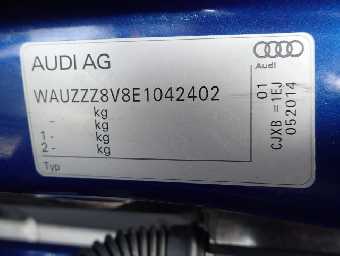 AUDI AG
Audi
WAUZZZ8V8E1042402
- kg
- kg
1 - kg
2 - kg
Typ
01
CJXB = 1EJ
052014